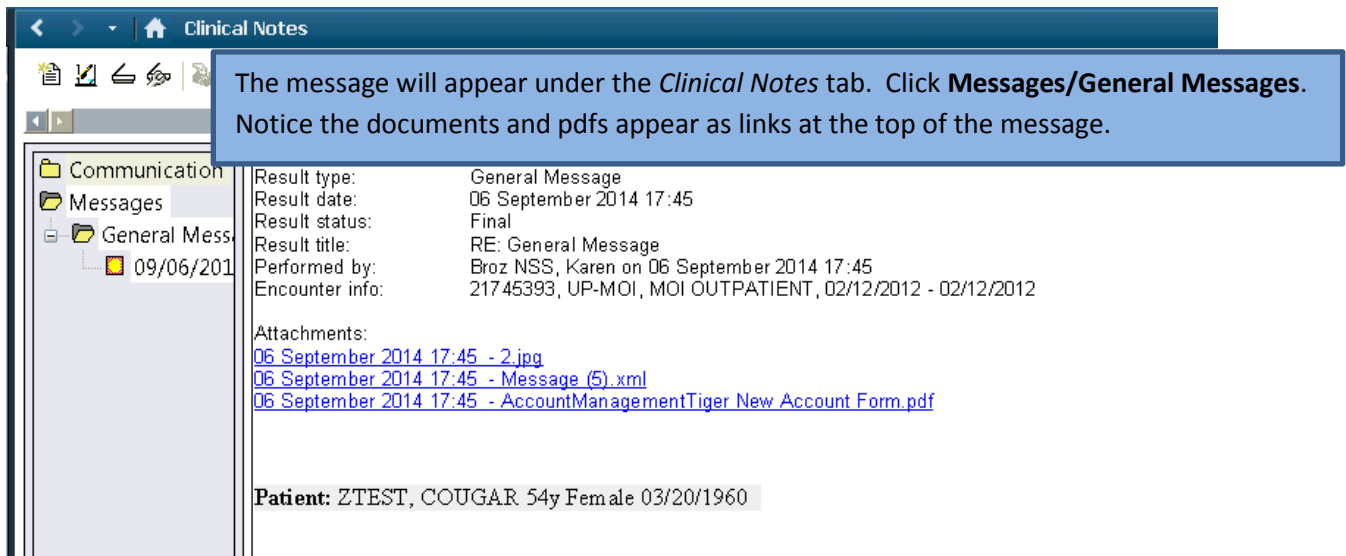 Clinical Notes
The message will appear under the Clinical Notes tab. Click Messages/General Messages.
Notice the documents and pdfs appear as links at the top of the message.
Communication
Messages
General Mess
09/06/201
Result type: General Message
Result date: 06 September 2014 17:45
Result status: Final
Result title: RE: General Message
Performed by: Broz NSS, Karen on 06 September 2014 17:45
Encounter info: 21745393, UP-MOI, MOI OUTPATIENT, 02/12/2012 - 02/12/2012
Attachments:
06 September 2014 17:45 - 2.jpg
06 September 2014 17:45 - Message (5).xml
06 September 2014 17:45 - AccountManagementTiger New Account Form.pdf
Patient: ZTEST, COUGAR 54y Female 03/20/1960